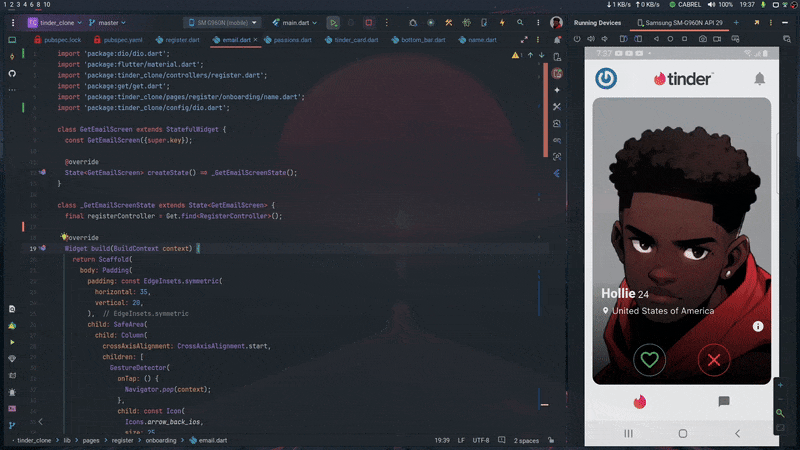 1 2 3 4 5 6 8 10
1 KB/s 1 KB/s CABREL 100% 19:37
tinder_clone master SM G960N (mobile) main.dart
Running Devices Samsung SM-G960N API 29
pubspec.lock pubspec.yaml register.dart email.dart passions.dart tinder_card.dart bottom_bar.dart name.dart
1 import 'package:dio/dio.dart';
import 'package:flutter/material.dart';
import 'package:tinder_clone/controllers/register.dart';
import 'package:get/get.dart';
import 'package:tinder_clone/pages/register/onboarding/name.dart';
import 'package:tinder_clone/config/dio.dart';
class GetEmailScreen extends StatefulWidget {
const GetEmailScreen({super.key});
@override
State<GetEmailScreen> createState() => _GetEmailScreenState();
}
class _GetEmailScreenState extends State<GetEmailScreen> {
final registerController = Get.find<RegisterController>();
@override
19 Widget build(BuildContext context) {
return Scaffold(
body: Padding(
padding: const EdgeInsets.symmetric(
horizontal: 35,
vertical: 20,
), // EdgeInsets.symmetric
child: SafeArea(
child: Column(
crossAxisAlignment: CrossAxisAlignment.start,
children: [
GestureDetector(
onTap: () {
Navigator.pop(context);
},
child: const Icon(
Icons.arrow_back_ios,
size: 25,
tinder_clone > lib > pages > register > onboarding > email.dart
19:39 LF UTF-8 2 spaces
7:37
tinder
Hollie 24
United States of America